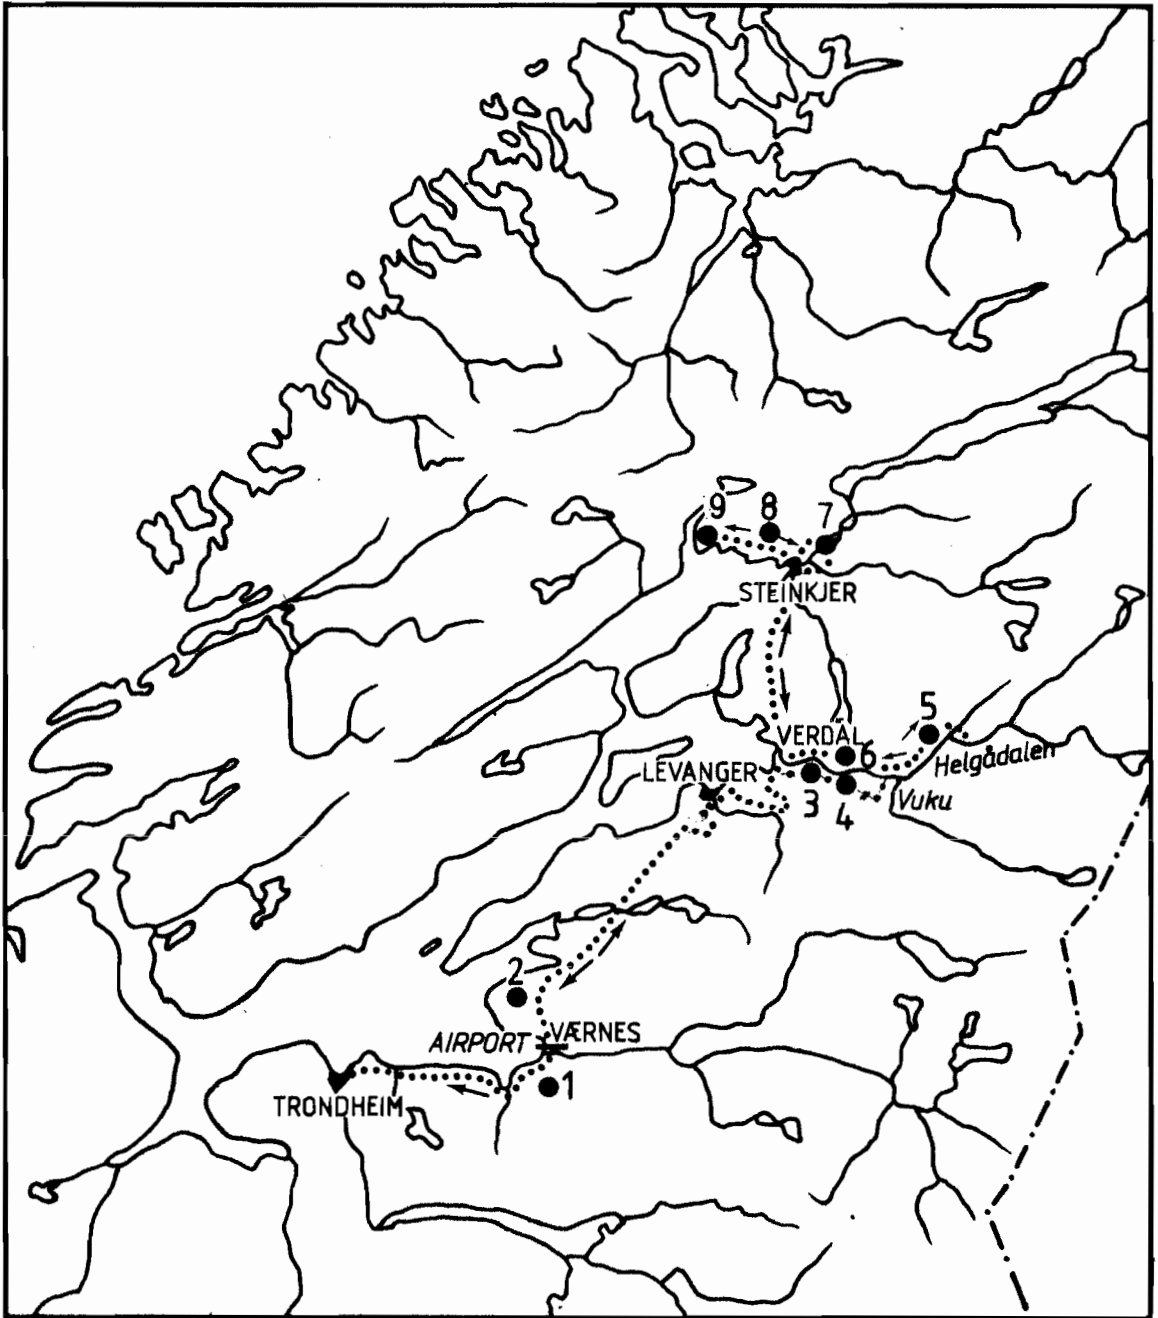 9 8 7
STEINKJER
5
VERDAL
6
Helgådalen
LEVANGER
3 4
Vuku
2
AIRPORT VÆRNES
1
TRONDHEIM